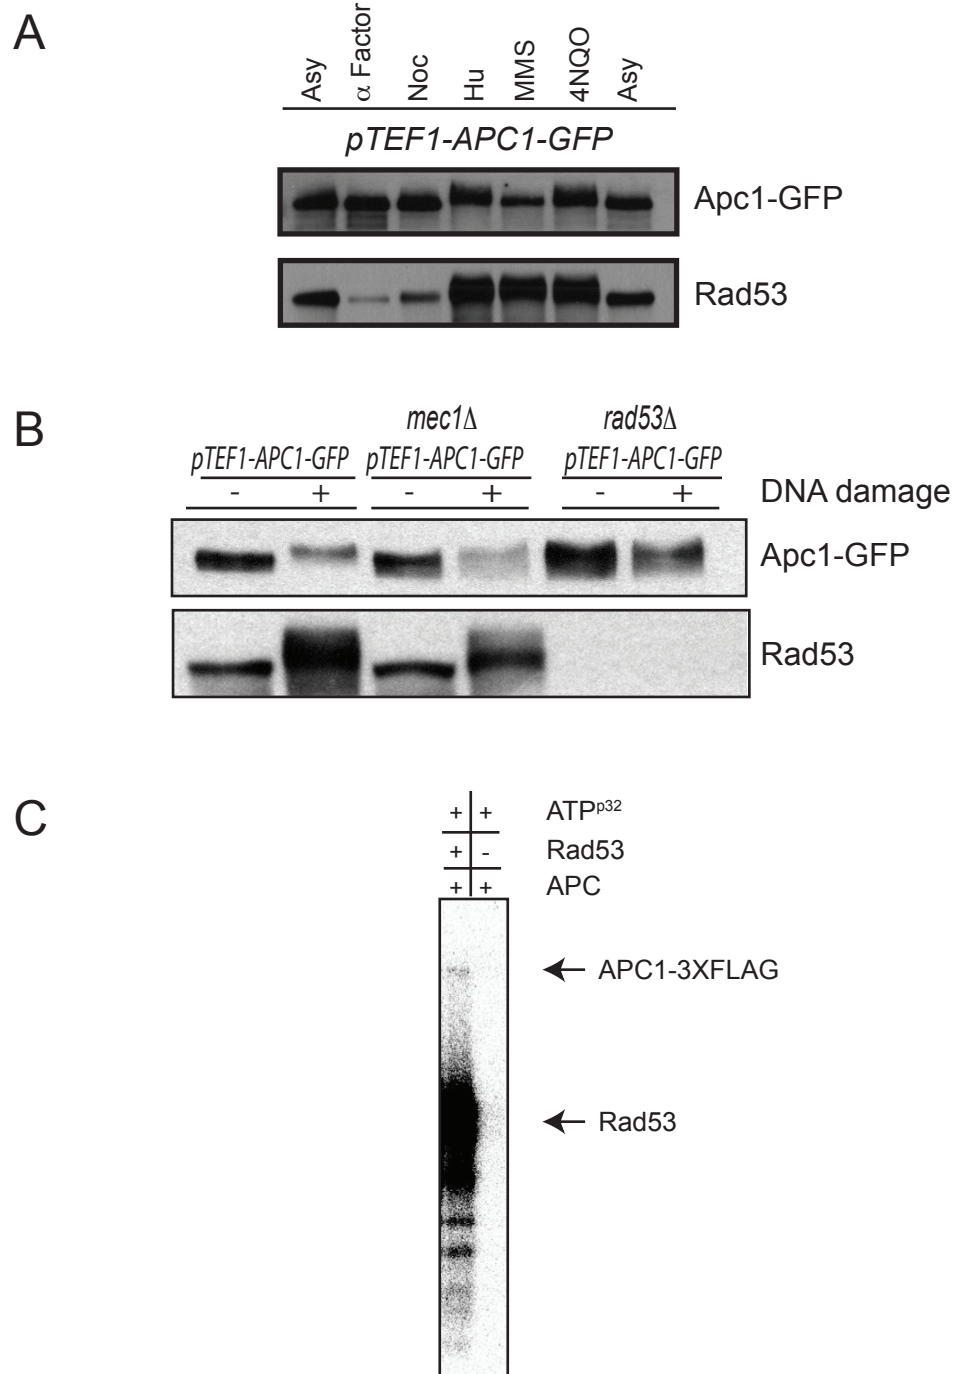 A
Asy α Factor Noc Hu MMS 4NQO Asy
pTEF1-APC1-GFP
Apc1-GFP
Rad53
B
mec1Δ rad53Δ
pTEF1-APC1-GFP pTEF1-APC1-GFP pTEF1-APC1-GFP
- + - + - + DNA damage
Apc1-GFP
Rad53
C
+ + ATPp32
+ - Rad53
+ + APC
APC1-3XFLAG
Rad53